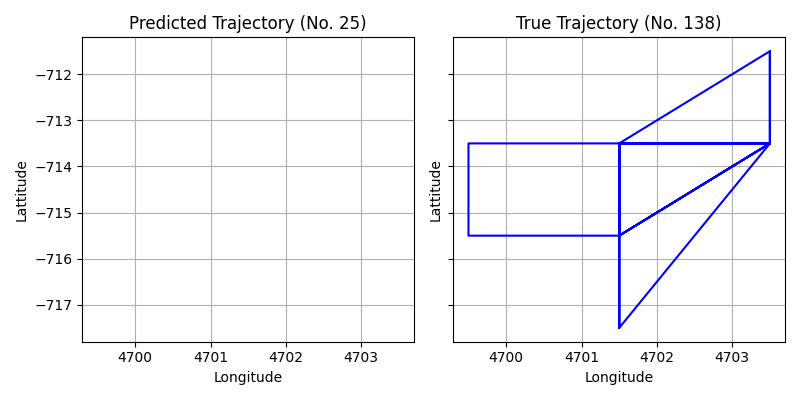 Predicted Trajectory (No. 25)
True Trajectory (No. 138)
−712
−713
−714
−715
−716
−717
Lattitude
Lattitude
4700 4701 4702 4703
4700 4701 4702 4703
Longitude
Longitude